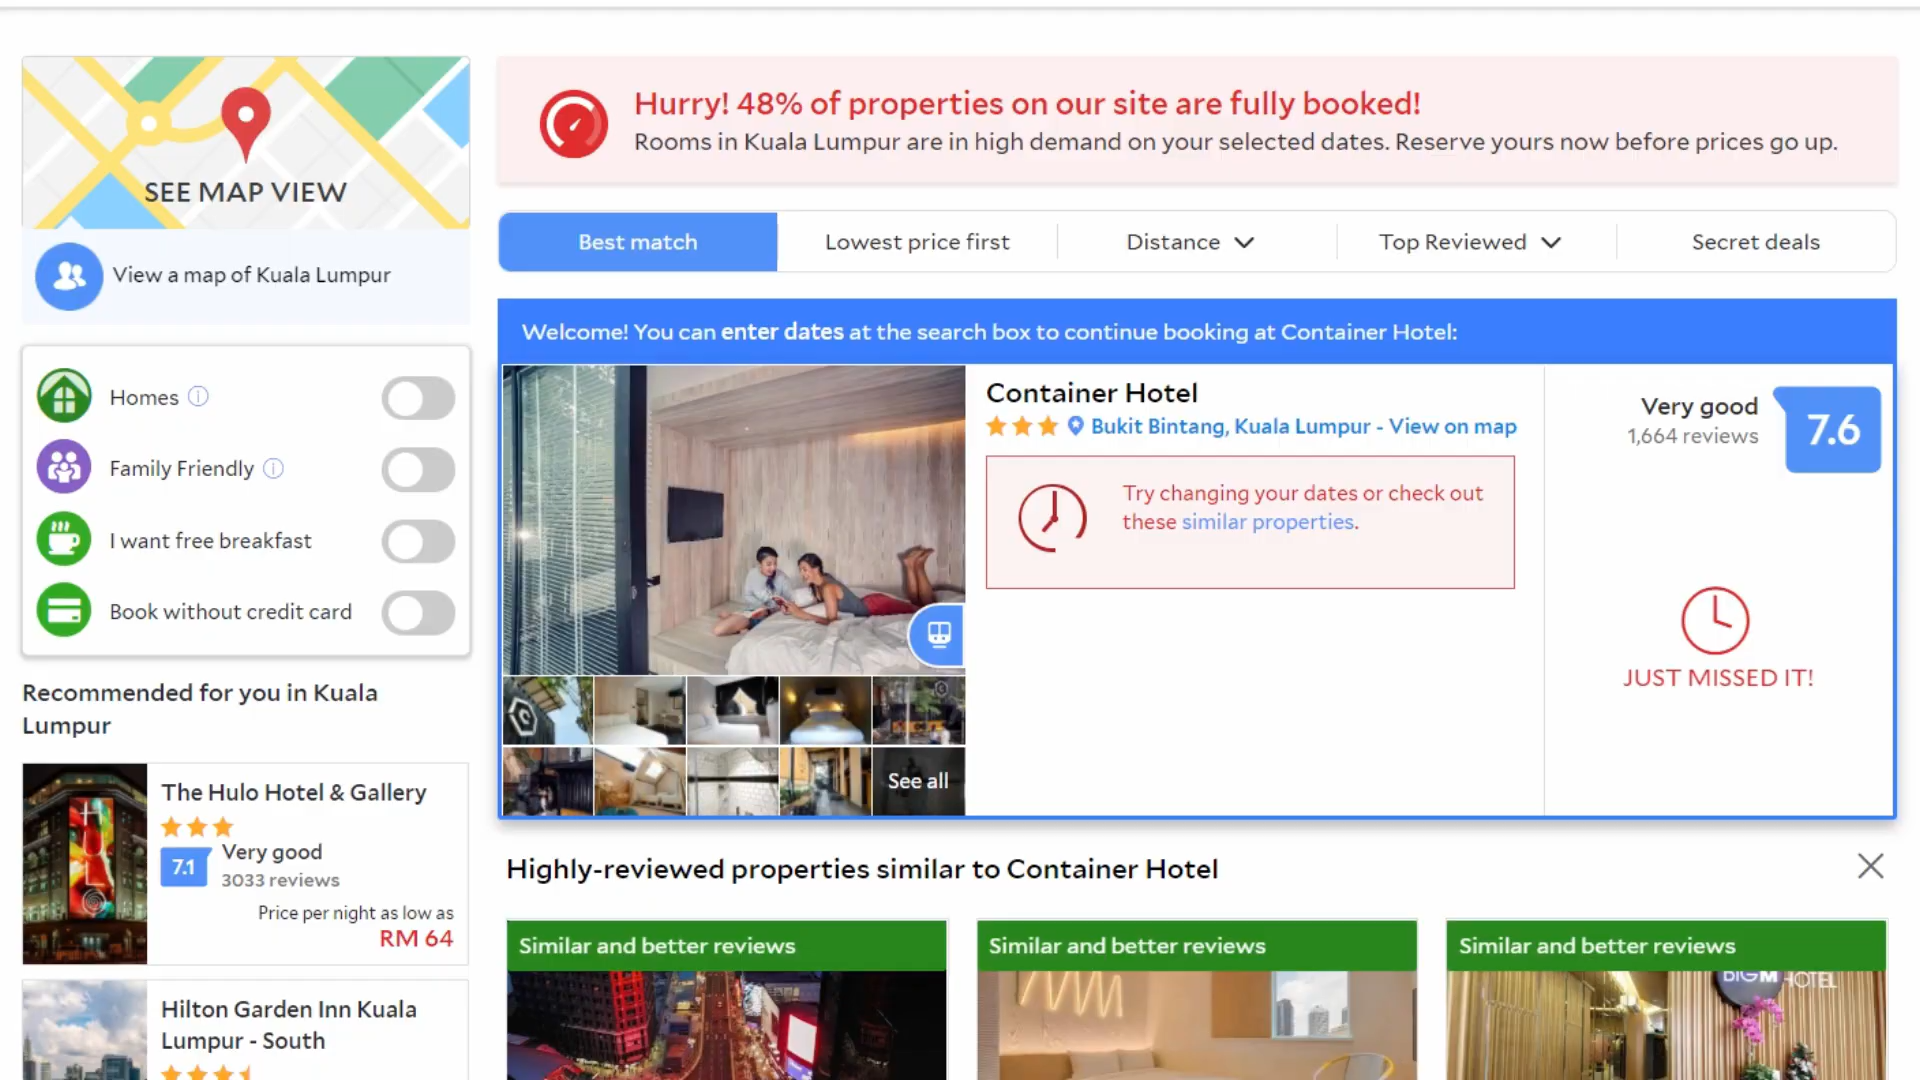 SEE MAP VIEW
View a map of Kuala Lumpur
Homes
Family Friendly
I want free breakfast
Book without credit card
Recommended for you in Kuala
Lumpur
The Hulo Hotel & Gallery
7.1
Very good
3033 reviews
Price per night as low as
RM 64
Hilton Garden Inn Kuala
Lumpur - South
Hurry! 48% of properties on our site are fully booked!
Rooms in Kuala Lumpur are in high demand on your selected dates. Reserve yours now before prices go up.
Best match
Lowest price first
Distance
Top Reviewed
Secret deals
Welcome! You can enter dates at the search box to continue booking at Container Hotel:
See all
Container Hotel
Bukit Bintang, Kuala Lumpur - View on map
Try changing your dates or check out
these similar properties.
Very good
1,664 reviews
7.6
JUST MISSED IT!
Highly-reviewed properties similar to Container Hotel
Similar and better reviews
Similar and better reviews
Similar and better reviews
BIG M HOTEL